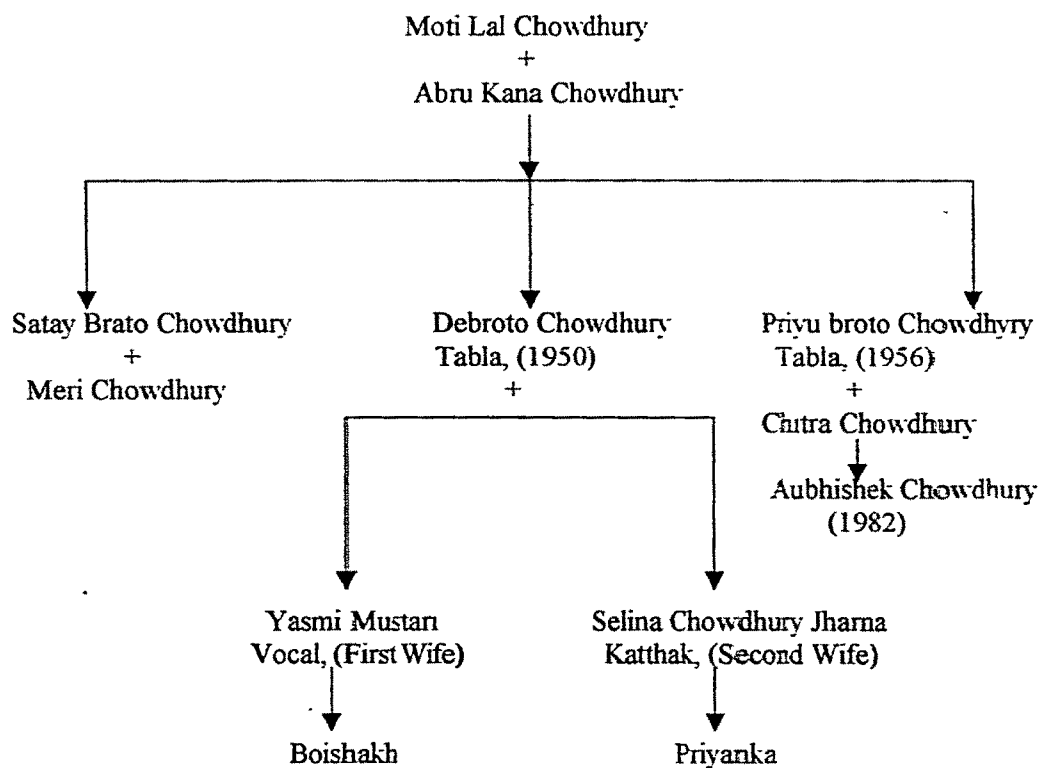 Moti Lal Chowdhury
+
Abru Kana Chowdhury
Satay Brato Chowdhury
+
Meri Chowdhury
Debroto Chowdhury
Tabla, (1950)
+
Priyu broto Chowdhyry
Tabla, (1956)
+
Chitra Chowdhury
Aubhishek Chowdhury
(1982)
Yasmi Mustari
Vocal, (First Wife)
Boishakh
Selina Chowdhury Jharna
Katthak, (Second Wife)
Priyanka